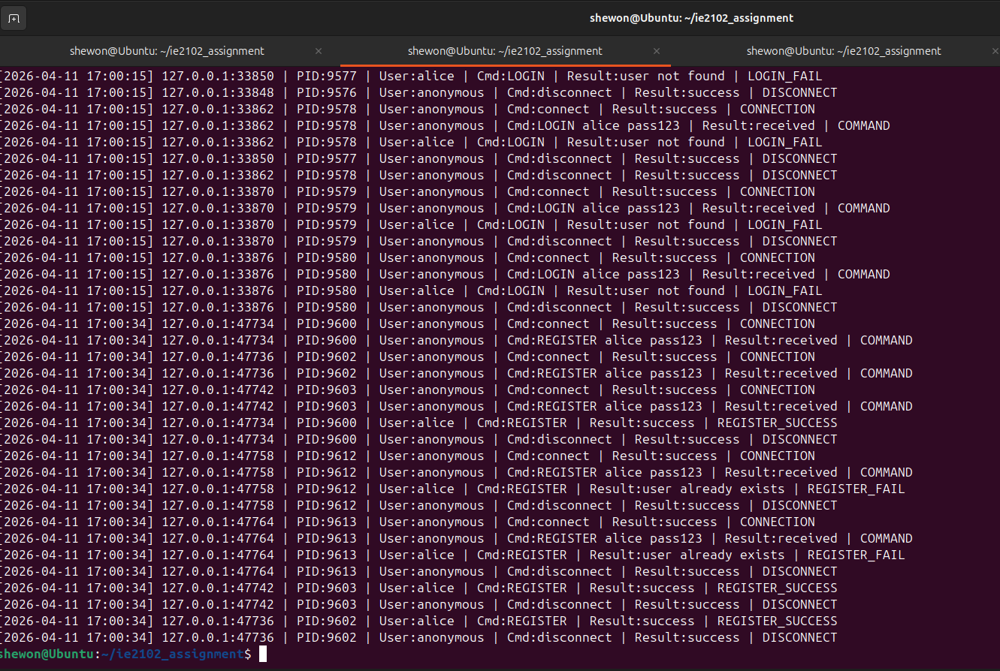 shewon@Ubuntu: ~/ie2102_assignment
shewon@Ubuntu: ~/ie2102_assignment × shewon@Ubuntu: ~/ie2102_assignment × shewon@Ubuntu: ~/ie2102_assignment ×
[2026-04-11 17:00:15] 127.0.0.1:33850 | PID:9577 | User:alice | Cmd:LOGIN | Result:user not found | LOGIN_FAIL
[2026-04-11 17:00:15] 127.0.0.1:33848 | PID:9576 | User:anonymous | Cmd:disconnect | Result:success | DISCONNECT
[2026-04-11 17:00:15] 127.0.0.1:33862 | PID:9578 | User:anonymous | Cmd:connect | Result:success | CONNECTION
[2026-04-11 17:00:15] 127.0.0.1:33862 | PID:9578 | User:anonymous | Cmd:LOGIN alice pass123 | Result:received | COMMAND
[2026-04-11 17:00:15] 127.0.0.1:33862 | PID:9578 | User:alice | Cmd:LOGIN | Result:user not found | LOGIN_FAIL
[2026-04-11 17:00:15] 127.0.0.1:33850 | PID:9577 | User:anonymous | Cmd:disconnect | Result:success | DISCONNECT
[2026-04-11 17:00:15] 127.0.0.1:33862 | PID:9578 | User:anonymous | Cmd:disconnect | Result:success | DISCONNECT
[2026-04-11 17:00:15] 127.0.0.1:33870 | PID:9579 | User:anonymous | Cmd:connect | Result:success | CONNECTION
[2026-04-11 17:00:15] 127.0.0.1:33870 | PID:9579 | User:anonymous | Cmd:LOGIN alice pass123 | Result:received | COMMAND
[2026-04-11 17:00:15] 127.0.0.1:33870 | PID:9579 | User:alice | Cmd:LOGIN | Result:user not found | LOGIN_FAIL
[2026-04-11 17:00:15] 127.0.0.1:33870 | PID:9579 | User:anonymous | Cmd:disconnect | Result:success | DISCONNECT
[2026-04-11 17:00:15] 127.0.0.1:33876 | PID:9580 | User:anonymous | Cmd:connect | Result:success | CONNECTION
[2026-04-11 17:00:15] 127.0.0.1:33876 | PID:9580 | User:anonymous | Cmd:LOGIN alice pass123 | Result:received | COMMAND
[2026-04-11 17:00:15] 127.0.0.1:33876 | PID:9580 | User:alice | Cmd:LOGIN | Result:user not found | LOGIN_FAIL
[2026-04-11 17:00:15] 127.0.0.1:33876 | PID:9580 | User:anonymous | Cmd:disconnect | Result:success | DISCONNECT
[2026-04-11 17:00:34] 127.0.0.1:47734 | PID:9600 | User:anonymous | Cmd:connect | Result:success | CONNECTION
[2026-04-11 17:00:34] 127.0.0.1:47734 | PID:9600 | User:anonymous | Cmd:REGISTER alice pass123 | Result:received | COMMAND
[2026-04-11 17:00:34] 127.0.0.1:47736 | PID:9602 | User:anonymous | Cmd:connect | Result:success | CONNECTION
[2026-04-11 17:00:34] 127.0.0.1:47736 | PID:9602 | User:anonymous | Cmd:REGISTER alice pass123 | Result:received | COMMAND
[2026-04-11 17:00:34] 127.0.0.1:47742 | PID:9603 | User:anonymous | Cmd:connect | Result:success | CONNECTION
[2026-04-11 17:00:34] 127.0.0.1:47742 | PID:9603 | User:anonymous | Cmd:REGISTER alice pass123 | Result:received | COMMAND
[2026-04-11 17:00:34] 127.0.0.1:47734 | PID:9600 | User:alice | Cmd:REGISTER | Result:success | REGISTER_SUCCESS
[2026-04-11 17:00:34] 127.0.0.1:47734 | PID:9600 | User:anonymous | Cmd:disconnect | Result:success | DISCONNECT
[2026-04-11 17:00:34] 127.0.0.1:47758 | PID:9612 | User:anonymous | Cmd:connect | Result:success | CONNECTION
[2026-04-11 17:00:34] 127.0.0.1:47758 | PID:9612 | User:anonymous | Cmd:REGISTER alice pass123 | Result:received | COMMAND
[2026-04-11 17:00:34] 127.0.0.1:47758 | PID:9612 | User:alice | Cmd:REGISTER | Result:user already exists | REGISTER_FAIL
[2026-04-11 17:00:34] 127.0.0.1:47758 | PID:9612 | User:anonymous | Cmd:disconnect | Result:success | DISCONNECT
[2026-04-11 17:00:34] 127.0.0.1:47764 | PID:9613 | User:anonymous | Cmd:connect | Result:success | CONNECTION
[2026-04-11 17:00:34] 127.0.0.1:47764 | PID:9613 | User:anonymous | Cmd:REGISTER alice pass123 | Result:received | COMMAND
[2026-04-11 17:00:34] 127.0.0.1:47764 | PID:9613 | User:alice | Cmd:REGISTER | Result:user already exists | REGISTER_FAIL
[2026-04-11 17:00:34] 127.0.0.1:47764 | PID:9613 | User:anonymous | Cmd:disconnect | Result:success | DISCONNECT
[2026-04-11 17:00:34] 127.0.0.1:47742 | PID:9603 | User:alice | Cmd:REGISTER | Result:success | REGISTER_SUCCESS
[2026-04-11 17:00:34] 127.0.0.1:47742 | PID:9603 | User:anonymous | Cmd:disconnect | Result:success | DISCONNECT
[2026-04-11 17:00:34] 127.0.0.1:47736 | PID:9602 | User:alice | Cmd:REGISTER | Result:success | REGISTER_SUCCESS
[2026-04-11 17:00:34] 127.0.0.1:47736 | PID:9602 | User:anonymous | Cmd:disconnect | Result:success | DISCONNECT
shewon@Ubuntu:~/ie2102_assignment$